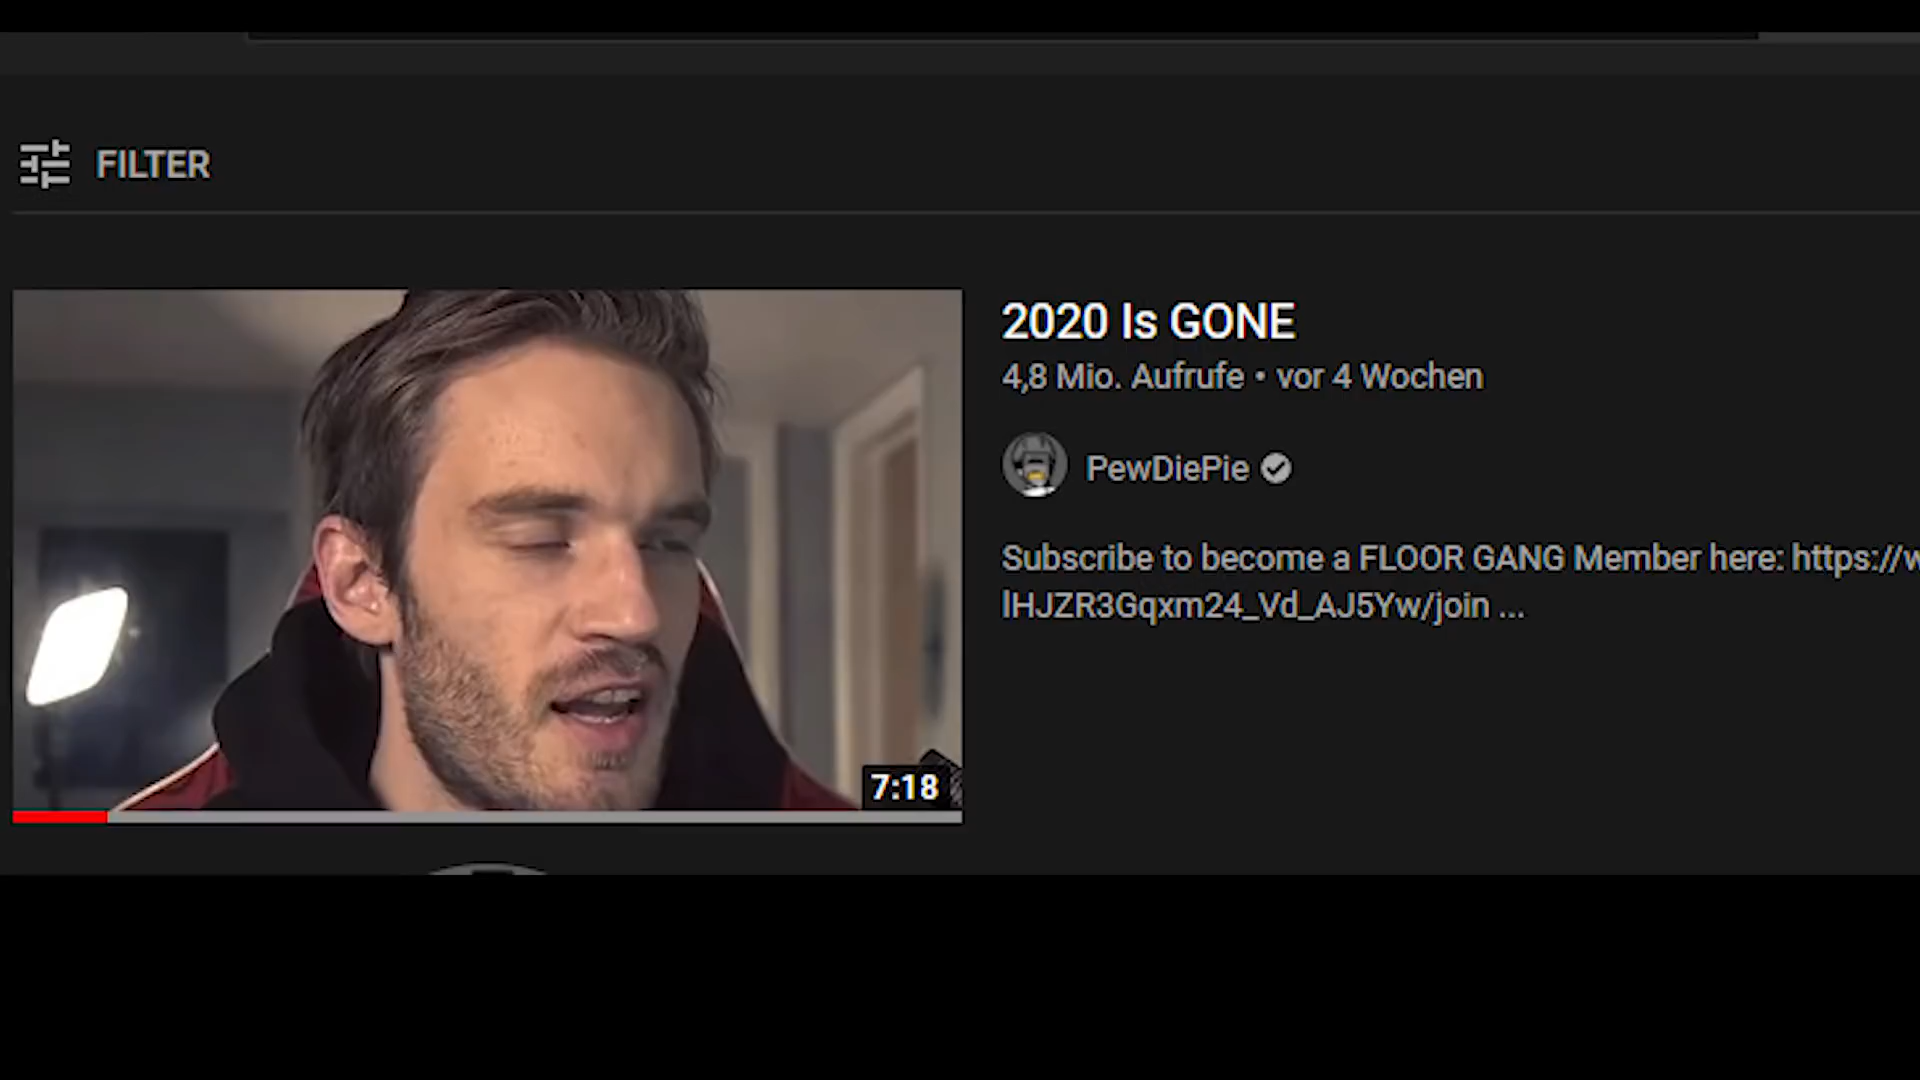 FILTER
2020 Is GONE
4,8 Mio. Aufrufe • vor 4 Wochen
PewDiePie
Subscribe to become a FLOOR GANG Member here: https://w
lHJZR3Gqxm24_Vd_AJ5Yw/join ...
7:18